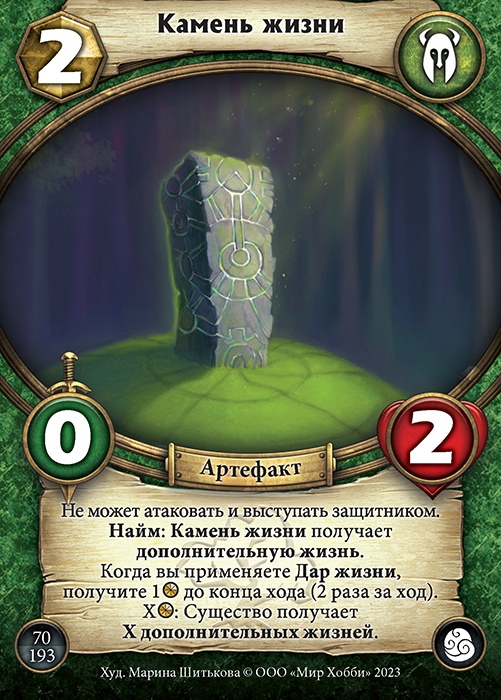 Камень жизни
2
0
2
Артефакт
Не может атаковать и выступать защитником.
Найм: Камень жизни получает
дополнительную жизнь.
Когда вы применяете Дар жизни,
получите 1 до конца хода (2 раза за ход).
X : Существо получает
X дополнительных жизней.
70
193
Худ. Марина Шитькова © ООО «Мир Хобби» 2023